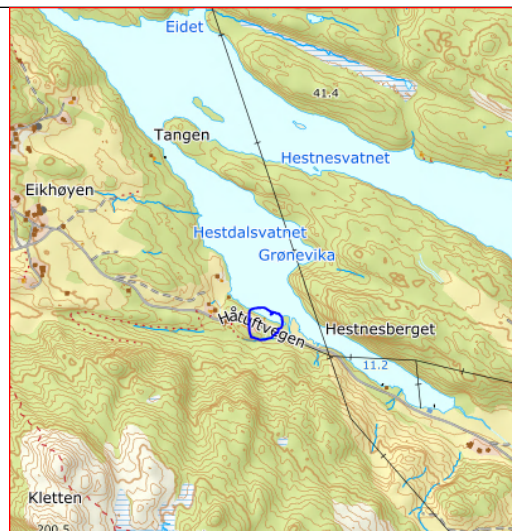 Eidet
41.4
Tangen
Hestnesvatnet
Eikhøyen
Hestdalsvatnet
Grønevika
Håtuftvegen
Hestnesberget
11.2
Kletten
200.5